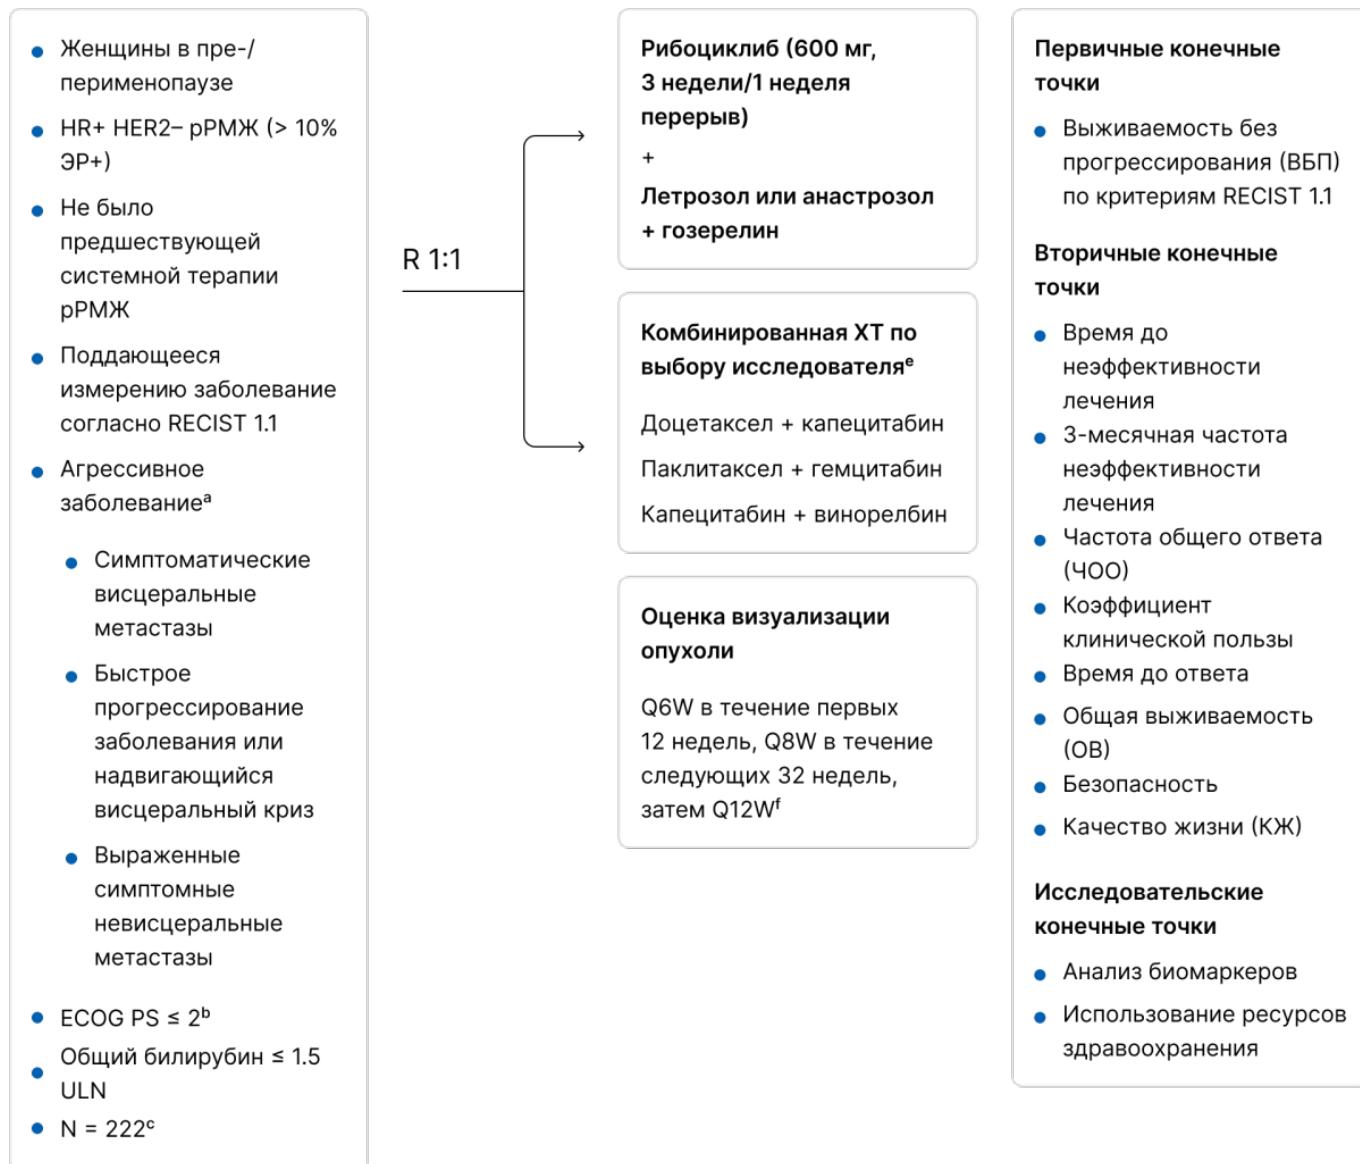 Женщины в пре-/
перименопаузе
HR+ HER2– рРМЖ (> 10%
ЭР+)
Не было
предшествующей
системной терапии
рРМЖ
Поддающееся
измерению заболевание
согласно RECIST 1.1
Агрессивное
заболеваниеᵃ
Симптоматические
висцеральные
метастазы
Быстрое
прогрессирование
заболевания или
надвигающийся
висцеральный криз
Выраженные
симптомные
невисцеральные
метастазы
ECOG PS ≤ 2ᵇ
Общий билирубин ≤ 1.5
ULN
N = 222ᶜ
R 1:1
Рибоциклиб (600 мг,
3 недели/1 неделя
перерыв)
+
Летрозол или анастрозол
+ гозерелин
Комбинированная ХТ по
выбору исследователяᵉ
Доцетаксел + капецитабин
Паклитаксел + гемцитабин
Капецитабин + винорелбин
Оценка визуализации
опухоли
Q6W в течение первых
12 недель, Q8W в течение
следующих 32 недель,
затем Q12Wᶠ
Первичные конечные
точки
Выживаемость без
прогрессирования (ВБП)
по критериям RECIST 1.1
Вторичные конечные
точки
Время до
неэффективности
лечения
3-месячная частота
неэффективности
лечения
Частота общего ответа
(ЧОО)
Коэффициент
клинической пользы
Время до ответа
Общая выживаемость
(ОВ)
Безопасность
Качество жизни (КЖ)
Исследовательские
конечные точки
Анализ биомаркеров
Использование ресурсов
здравоохранения